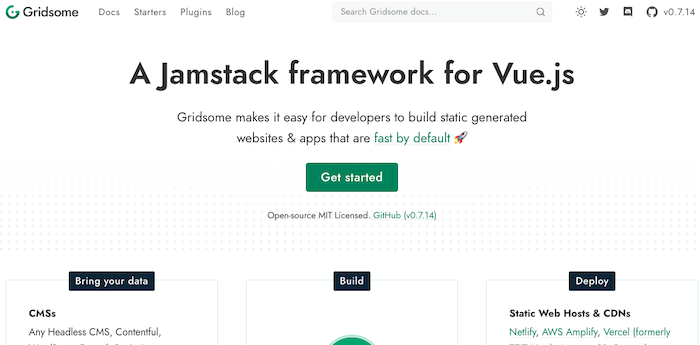 Gridsome Docs Starters Plugins Blog Search Gridsome docs... v0.7.14
A Jamstack framework for Vue.js
Gridsome makes it easy for developers to build static generated
websites & apps that are fast by default 🚀
Get started
Open-source MIT Licensed. GitHub (v0.7.14)
Bring your data
CMSs
Any Headless CMS, Contentful,
Build
Deploy
Static Web Hosts & CDNs
Netlify, AWS Amplify, Vercel (formerly